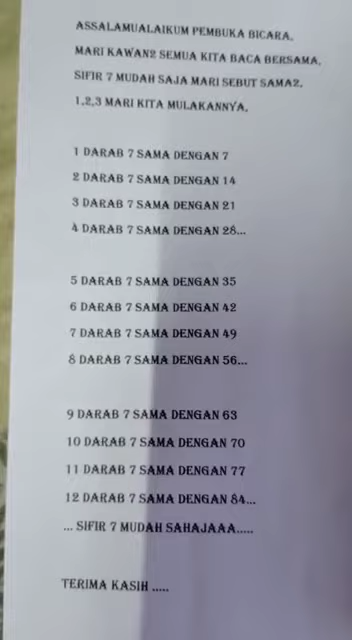 ASSALAMUALAIKUM PEMBUKA BICARA.
MARI KAWAN2 SEMUA KITA BACA BERSAMA.
SIFIR 7 MUDAH SAJA MARI SEBUT SAMA2.
1,2,3 MARI KITA MULAKANNYA.
1 DARAB 7 SAMA DENGAN 7
2 DARAB 7 SAMA DENGAN 14
3 DARAB 7 SAMA DENGAN 21
4 DARAB 7 SAMA DENGAN 28...
5 DARAB 7 SAMA DENGAN 35
6 DARAB 7 SAMA DENGAN 42
7 DARAB 7 SAMA DENGAN 49
8 DARAB 7 SAMA DENGAN 56...
9 DARAB 7 SAMA DENGAN 63
10 DARAB 7 SAMA DENGAN 70
11 DARAB 7 SAMA DENGAN 77
12 DARAB 7 SAMA DENGAN 84...
... SIFIR 7 MUDAH SAHAJAAA.....
TERIMA KASIH .....